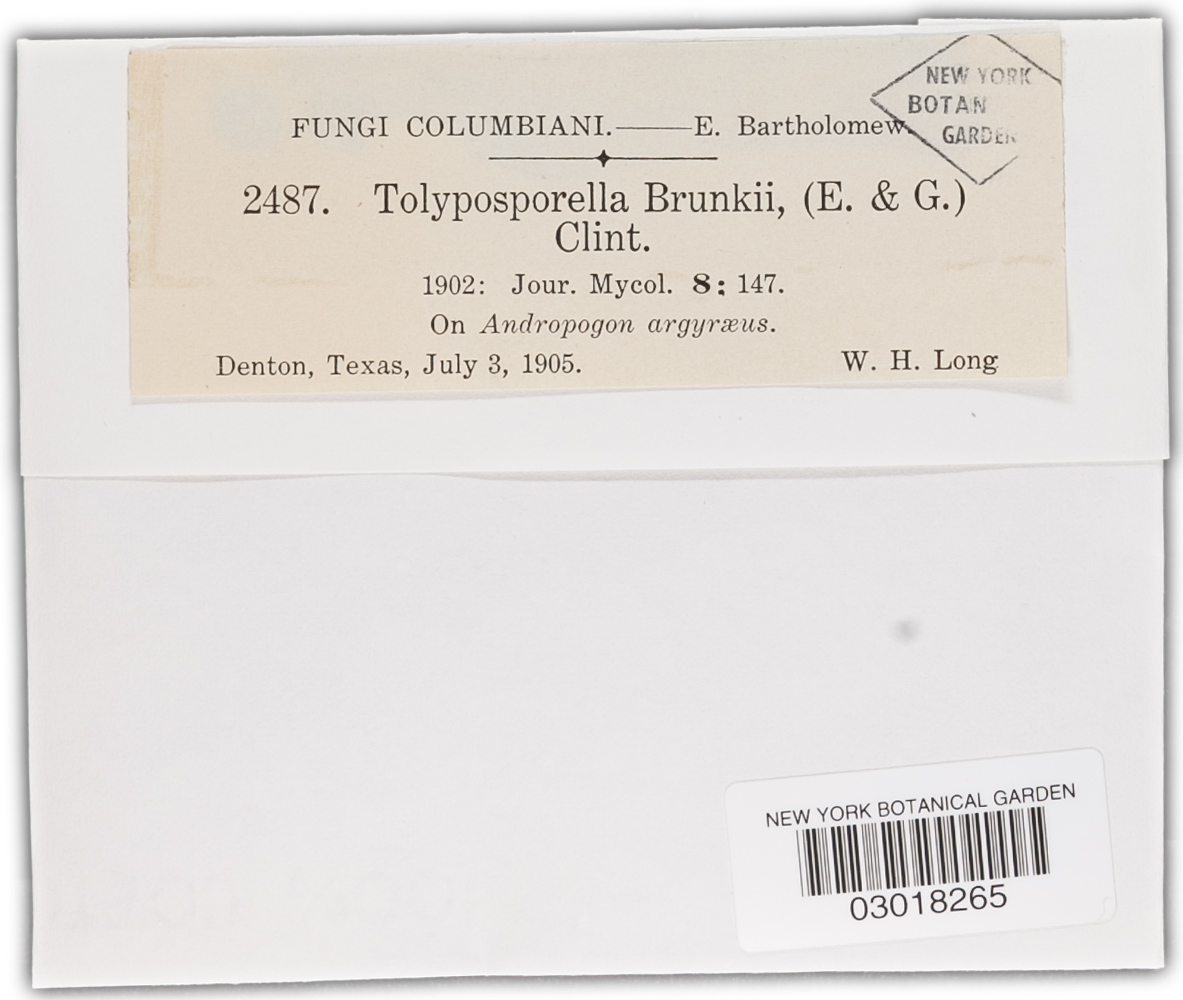 NEW YORK
BOTAN
GARDEN
FUNGI COLUMBIANI.——E. Bartholomew.
2487. Tolyposporella Brunkii, (E. & G.)
Clint.
1902: Jour. Mycol. 8: 147.
On Andropogon argyræus.
Denton, Texas, July 3, 1905. W. H. Long
NEW YORK BOTANICAL GARDEN
03018265